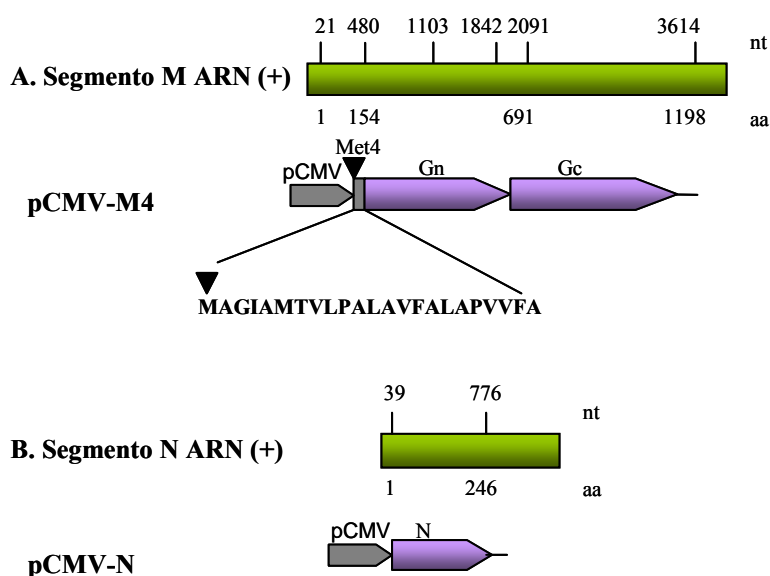 21 480 1103 1842 2091 3614
nt
A. Segmento M ARN (+)
1 154 691 1198 aa
Met4
pCMV Gn Gc
pCMV-M4
MAGIAMTVLPALAVFALAPVVFA
39 776
nt
B. Segmento N ARN (+)
1 246 aa
pCMV N
pCMV-N